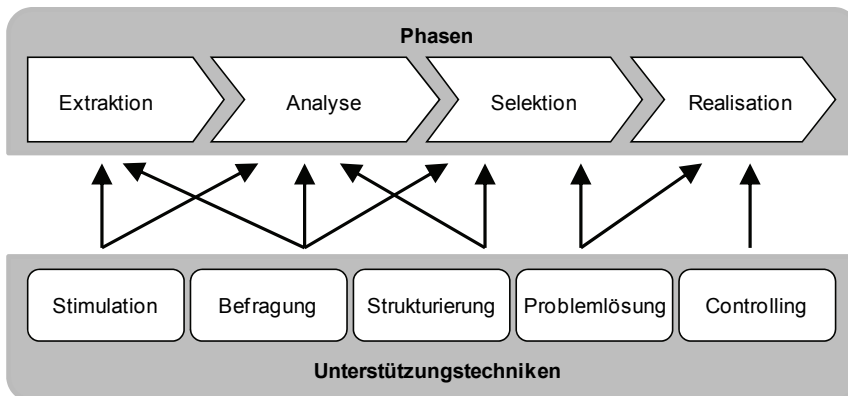 Phasen
Extraktion
Analyse
Selektion
Realisation
Stimulation
Befragung
Strukturierung
Problemlösung
Controlling
Unterstützungstechniken